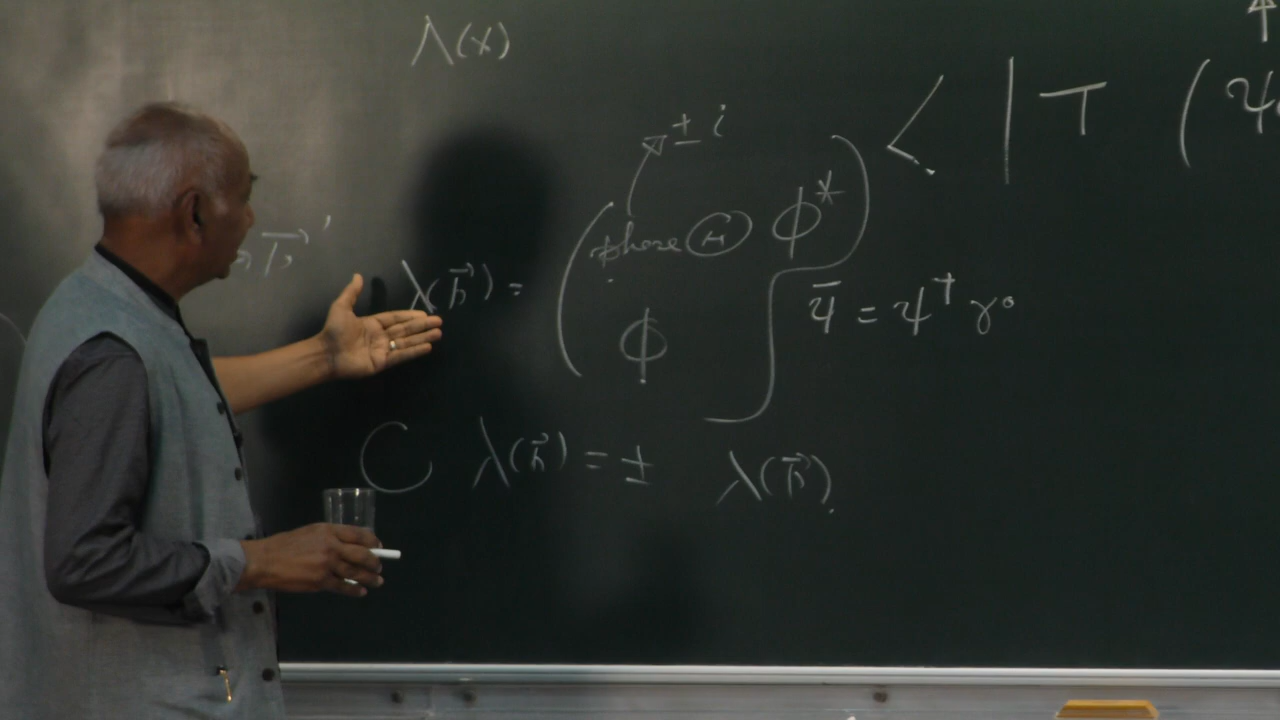 Λ(x)
± i
< | T (ψ
phase Θ φ*
p⃗'
λ(p⃗) =
φ
ψ̄ = ψ† γ⁰
C λ(p⃗) = ± λ(p⃗)